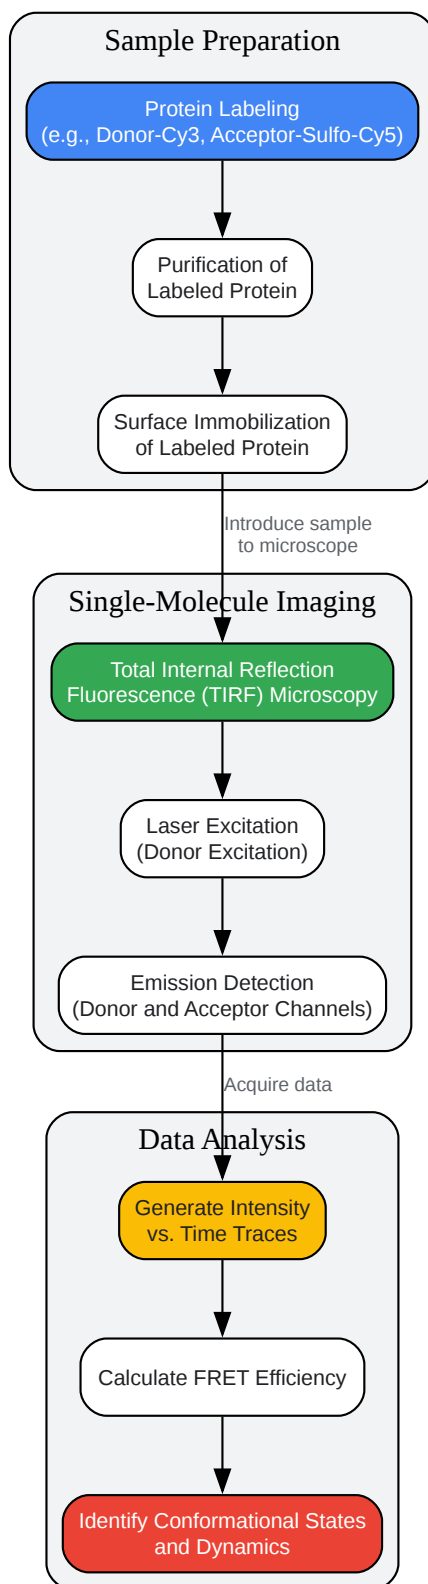 Sample Preparation
Protein Labeling
(e.g., Donor-Cy3, Acceptor-Sulfo-Cy5)
Purification of
Labeled Protein
Surface Immobilization
of Labeled Protein
Introduce sample
to microscope
Single-Molecule Imaging
Total Internal Reflection
Fluorescence (TIRF) Microscopy
Laser Excitation
(Donor Excitation)
Emission Detection
(Donor and Acceptor Channels)
Acquire data
Data Analysis
Generate Intensity
vs. Time Traces
Calculate FRET Efficiency
Identify Conformational States
and Dynamics